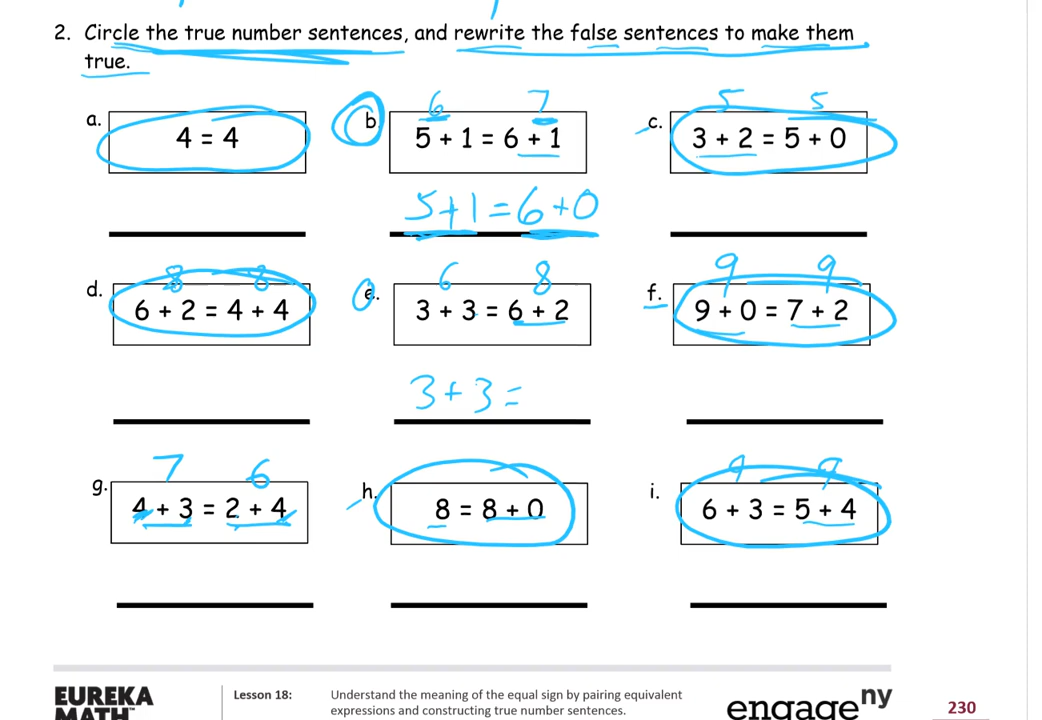 2. Circle the true number sentences, and rewrite the false sentences to make them
true.
a. b. c.
6 7 5 5
4 = 4 5 + 1 = 6 + 1 3 + 2 = 5 + 0
5+1=6+0
d. e. f.
8 8 6 8 9 9
6 + 2 = 4 + 4 3 + 3 = 6 + 2 9 + 0 = 7 + 2
3+3=
g. h. i.
7 6 9 9
4 + 3 = 2 + 4 8 = 8 + 0 6 + 3 = 5 + 4
EUREKA
MATH™
Lesson 18:
Understand the meaning of the equal sign by pairing equivalent
expressions and constructing true number sentences.
engage ny
230